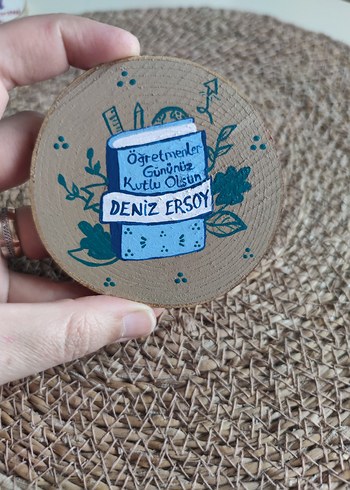 Öğretmenler
Gününüz
Kutlu Olsun
DENİZ ERSOY